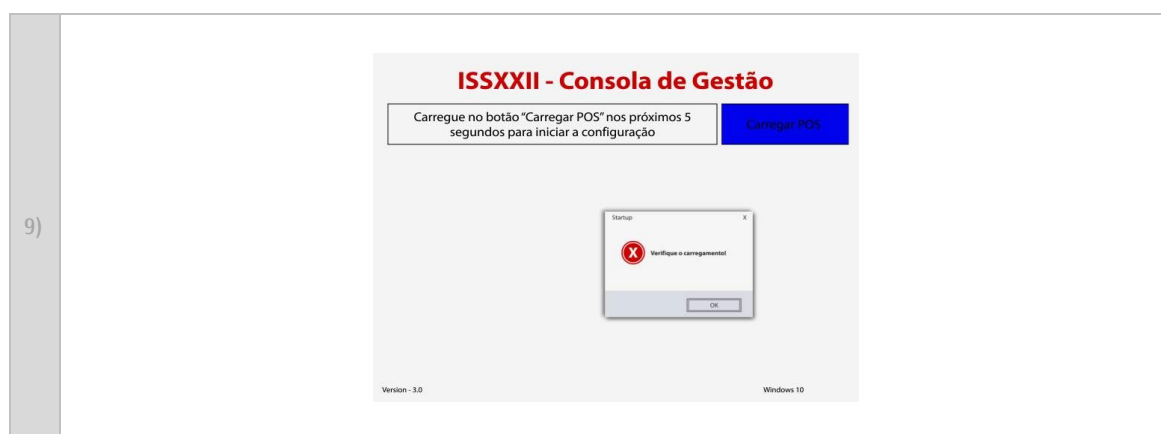 9)
ISSXXII - Consola de Gestão
Carregue no botão “Carregar POS” nos próximos 5
segundos para iniciar a configuração
Carregar POS
Startup X
X
Verifique o carregamento!
OK
Version - 3.0
Windows 10